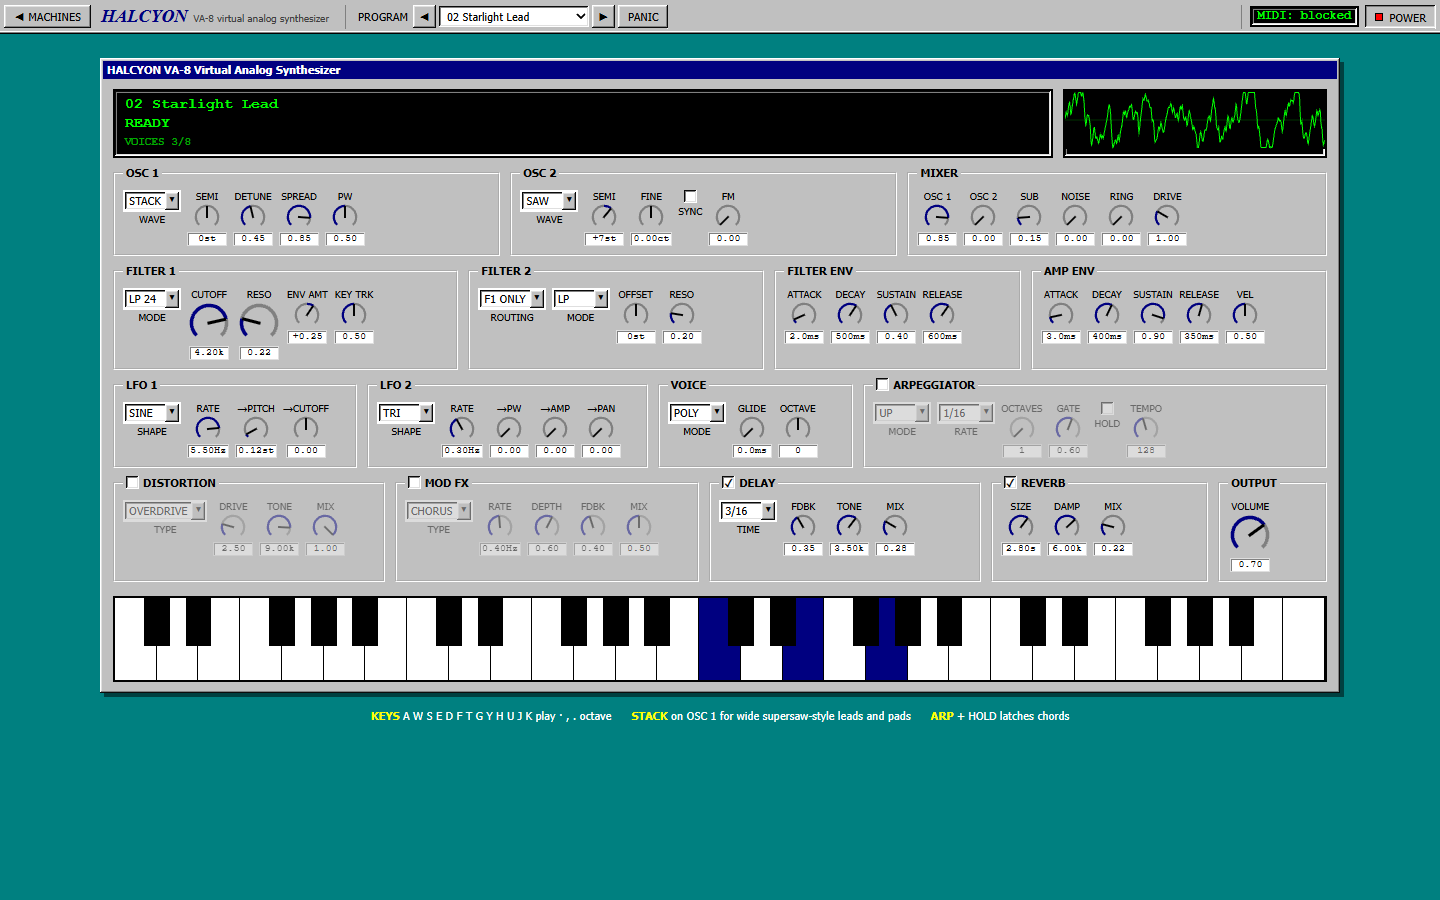 ◄ MACHINES HALCYON VA-8 virtual analog synthesizer PROGRAM ◄ 02 Starlight Lead ► PANIC MIDI: blocked POWER
HALCYON VA-8 Virtual Analog Synthesizer
02 Starlight Lead
READY
VOICES 3/8
OSC 1 OSC 2 MIXER
STACK SEMI DETUNE SPREAD PW SAW SEMI FINE FM OSC 1 OSC 2 SUB NOISE RING DRIVE
WAVE WAVE SYNC
0st 0.45 0.85 0.50 +7st 0.00ct 0.00 0.85 0.00 0.15 0.00 0.00 1.00
FILTER 1 FILTER 2 FILTER ENV AMP ENV
LP 24 CUTOFF RESO ENV AMT KEY TRK F1 ONLY LP OFFSET RESO ATTACK DECAY SUSTAIN RELEASE ATTACK DECAY SUSTAIN RELEASE VEL
MODE ROUTING MODE
+0.25 0.50 0st 0.20 2.0ms 500ms 0.40 600ms 3.0ms 400ms 0.90 350ms 0.50
4.20k 0.22
LFO 1 LFO 2 VOICE ARPEGGIATOR
SINE RATE →PITCH →CUTOFF TRI RATE →PW →AMP →PAN POLY GLIDE OCTAVE UP 1/16 OCTAVES GATE TEMPO
SHAPE SHAPE MODE MODE RATE HOLD
5.50Hz 0.12st 0.00 0.30Hz 0.00 0.00 0.00 0.0ms 0 1 0.60 128
DISTORTION MOD FX DELAY REVERB OUTPUT
OVERDRIVE DRIVE TONE MIX CHORUS RATE DEPTH FDBK MIX 3/16 FDBK TONE MIX SIZE DAMP MIX VOLUME
TYPE TYPE TIME
2.50 9.00k 1.00 0.40Hz 0.60 0.40 0.50 0.35 3.50k 0.28 2.80s 6.00k 0.22
0.70
KEYS A W S E D F T G Y H U J K play · , . octave STACK on OSC 1 for wide supersaw-style leads and pads ARP + HOLD latches chords